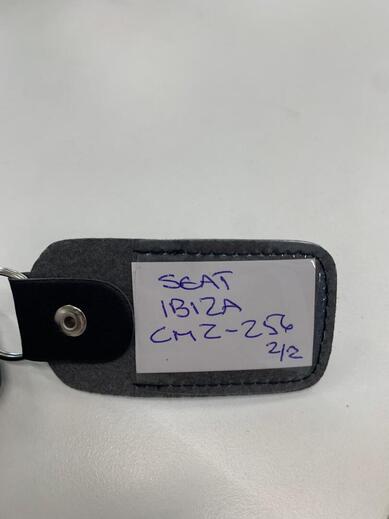 SEAT
IBIZA
CMZ-256
2/2